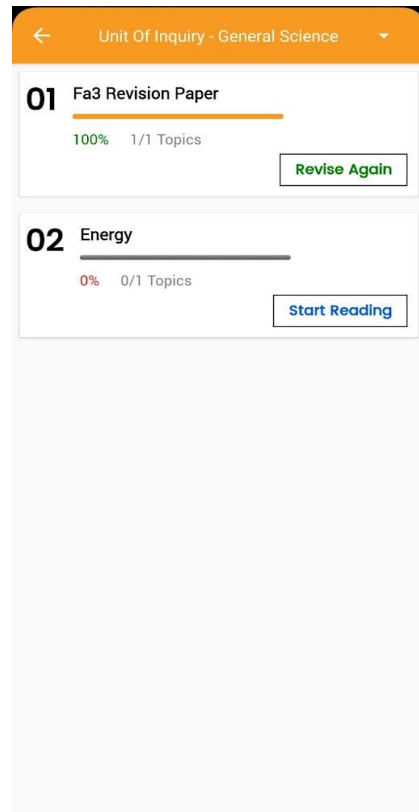 Unit Of Inquiry - General Science
01 Fa3 Revision Paper
100% 1/1 Topics
Revise Again
02 Energy
0% 0/1 Topics
Start Reading